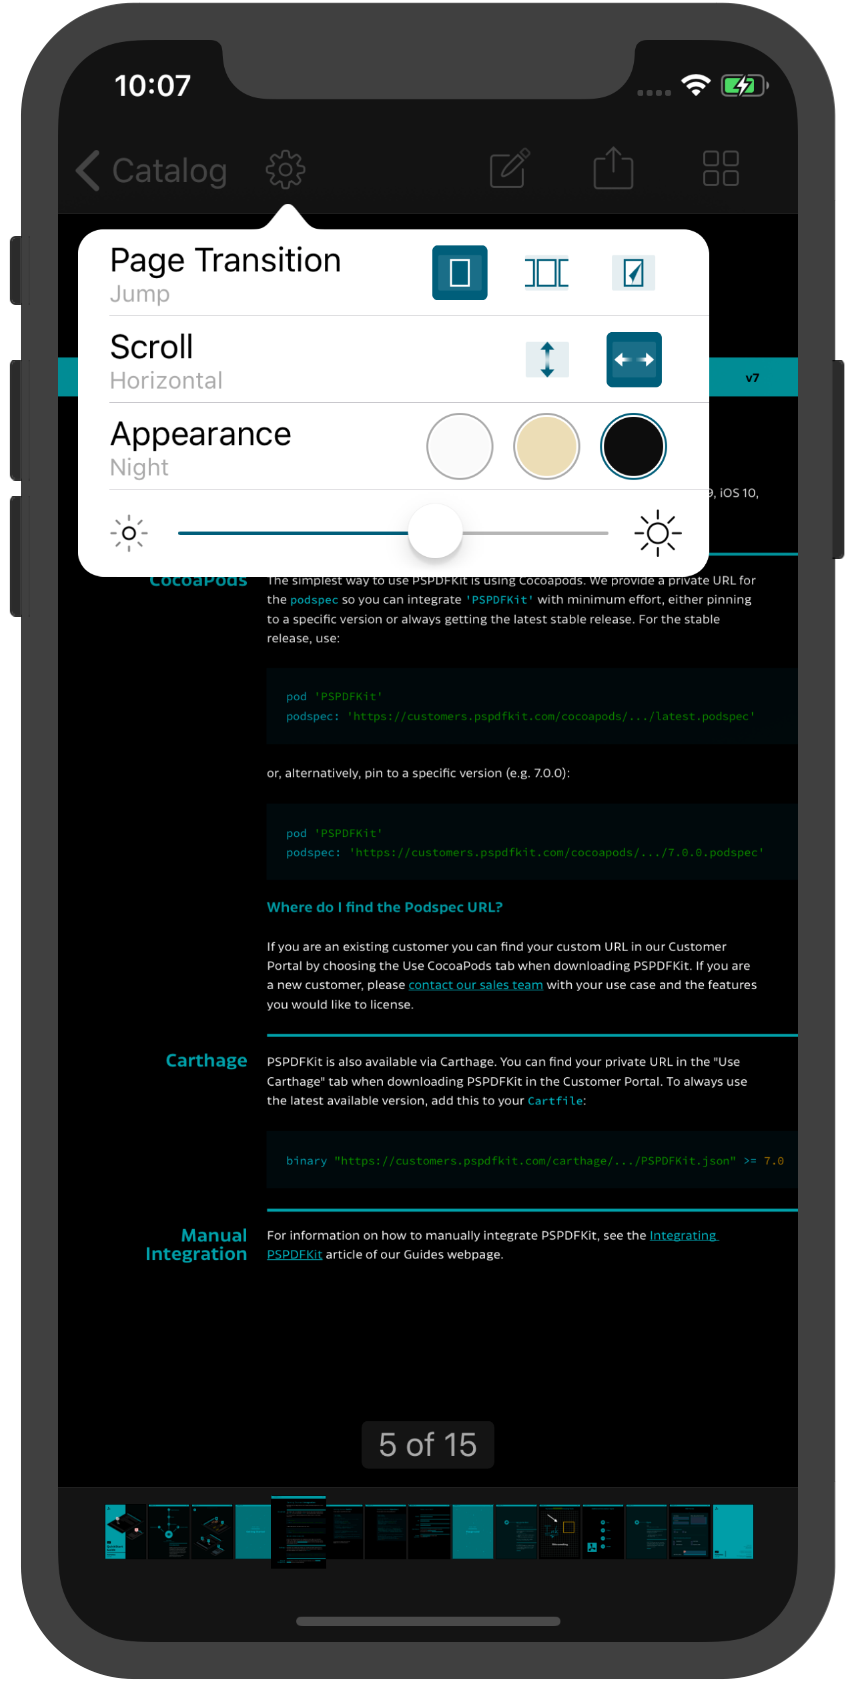 10:07
Catalog
Page Transition
Jump
Scroll
Horizontal
v7
Appearance
Night
9, iOS 10,
CocoaPods
The simplest way to use PSPDFKit is using Cocoapods. We provide a private URL for
the podspec so you can integrate 'PSPDFKit' with minimum effort, either pinning
to a specific version or always getting the latest stable release. For the stable
release, use:
pod 'PSPDFKit'
podspec: 'https://customers.pspdfkit.com/cocoapods/.../latest.podspec'
or, alternatively, pin to a specific version (e.g. 7.0.0):
pod 'PSPDFKit'
podspec: 'https://customers.pspdfkit.com/cocoapods/.../7.0.0.podspec'
Where do I find the Podspec URL?
If you are an existing customer you can find your custom URL in our Customer
Portal by choosing the Use CocoaPods tab when downloading PSPDFKit. If you are
a new customer, please contact our sales team with your use case and the features
you would like to license.
Carthage
PSPDFKit is also available via Carthage. You can find your private URL in the "Use
Carthage" tab when downloading PSPDFKit in the Customer Portal. To always use
the latest available version, add this to your Cartfile:
binary "https://customers.pspdfkit.com/carthage/.../PSPDFKit.json" >= 7.0
Manual
Integration
For information on how to manually integrate PSPDFKit, see the Integrating
PSPDFKit article of our Guides webpage.
5 of 15